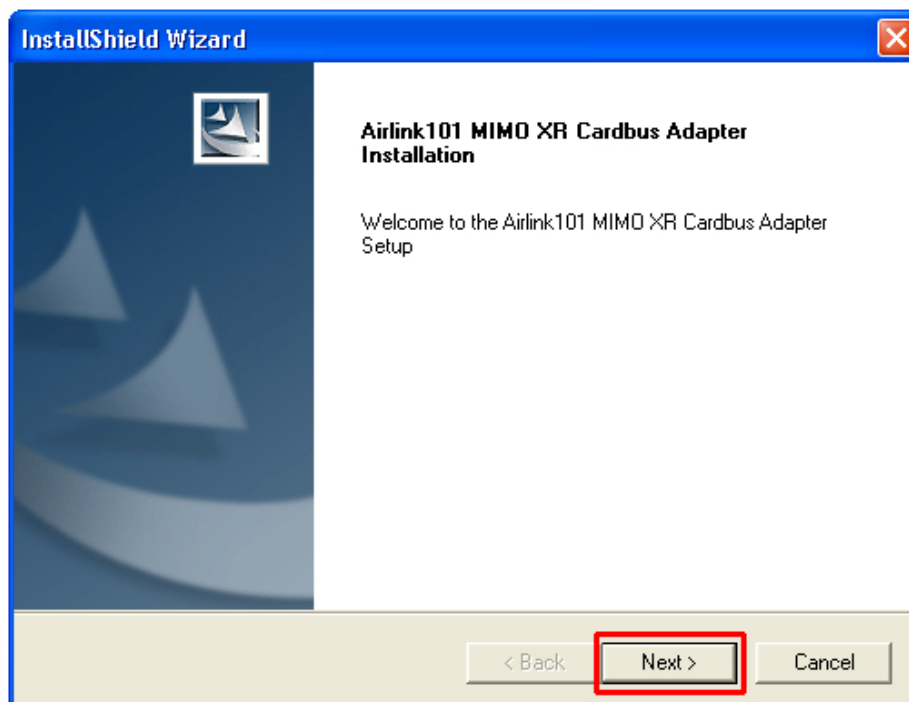 InstallShield Wizard
Airlink101 MIMO XR Cardbus Adapter
Installation
Welcome to the Airlink101 MIMO XR Cardbus Adapter
Setup
< Back
Next >
Cancel